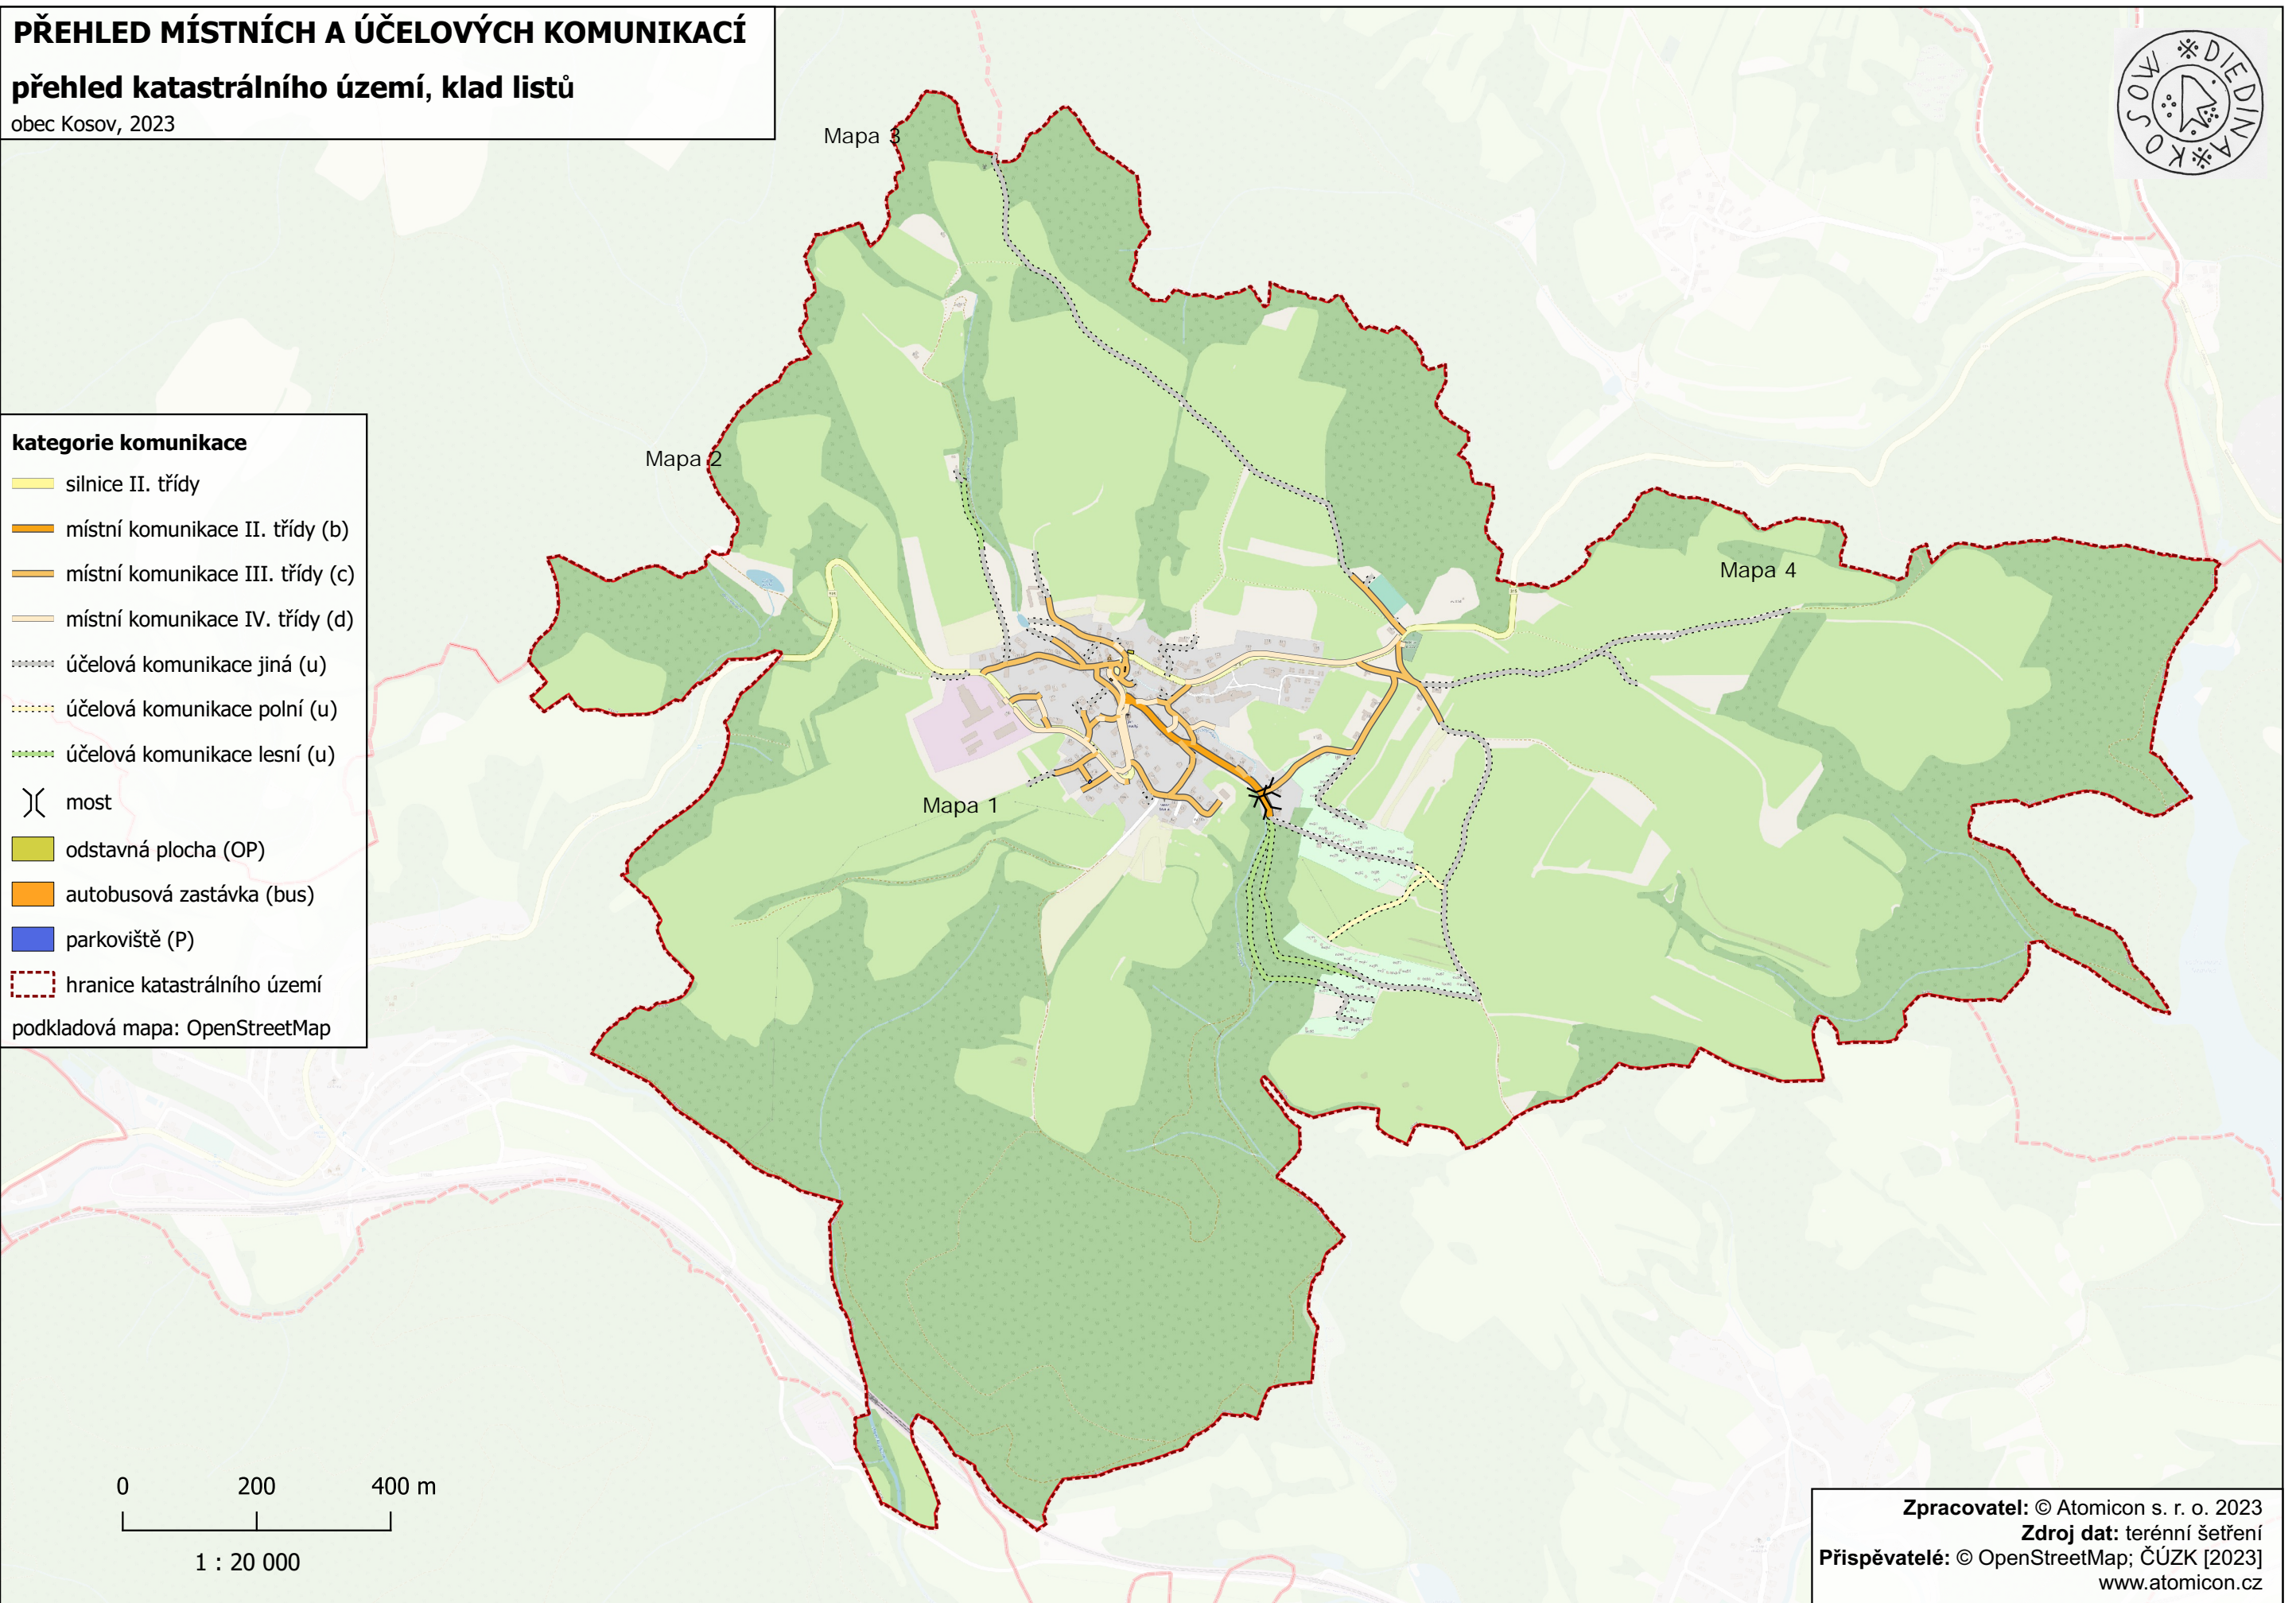 PŘEHLED MÍSTNÍCH A ÚČELOVÝCH KOMUNIKACÍ
přehled katastrálního území, klad listů
obec Kosov, 2023
KOSOW ※ DIEDINA ※
Mapa 3
Mapa 2
Mapa 4
Mapa 1
kategorie komunikace
silnice II. třídy
místní komunikace II. třídy (b)
místní komunikace III. třídy (c)
místní komunikace IV. třídy (d)
účelová komunikace jiná (u)
účelová komunikace polní (u)
účelová komunikace lesní (u)
most
odstavná plocha (OP)
autobusová zastávka (bus)
parkoviště (P)
hranice katastrálního území
podkladová mapa: OpenStreetMap
0 200 400 m
1 : 20 000
Zpracovatel: © Atomicon s. r. o. 2023
Zdroj dat: terénní šetření
Přispěvatelé: © OpenStreetMap; ČÚZK [2023]
www.atomicon.cz